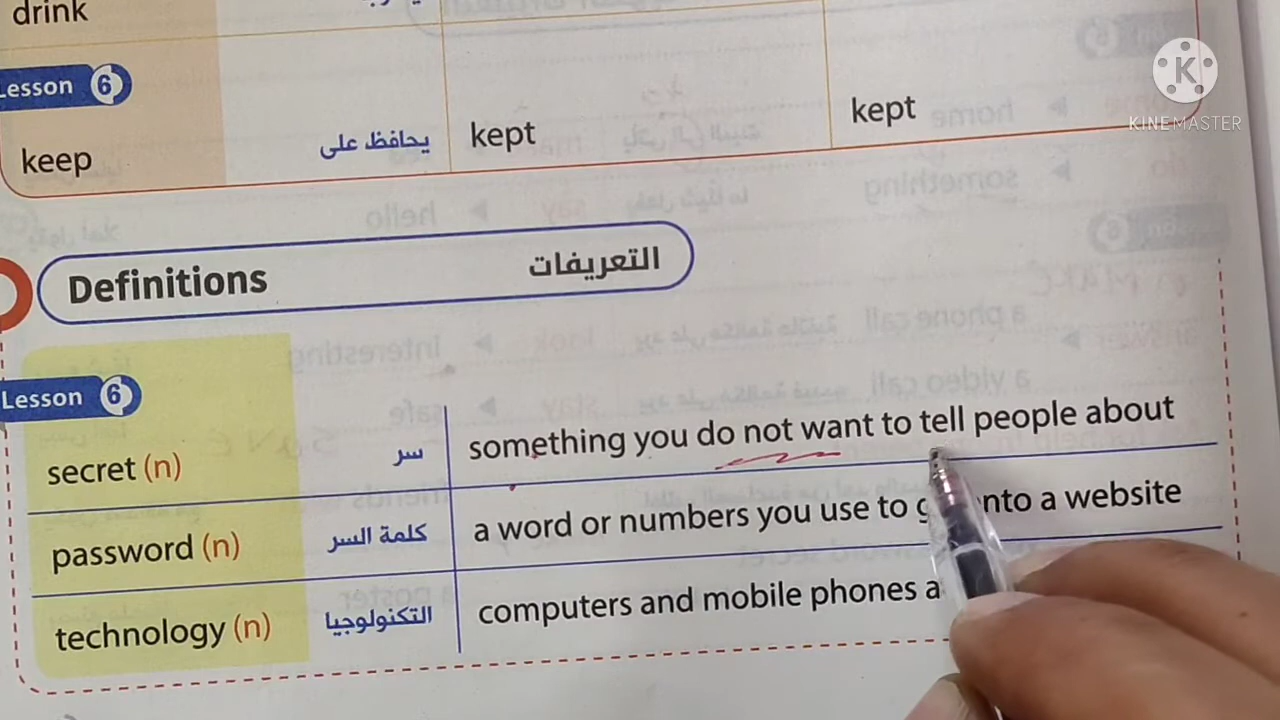 drink
Lesson 6
keep يحافظ على kept kept
Definitions التعريفات
Lesson 6
secret (n) سر something you do not want to tell people about
password (n) كلمة السر a word or numbers you use to onto a website
technology (n) التكنولوجيا computers and mobile phones
K
KINEMASTER